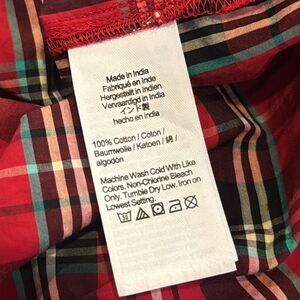 Made in India
Fabriqué en Inde
Hergestellt in Indien
Vervaardigd in India
インド製
hecho en India
100% Cotton / Coton /
Baumwolle / Katoen / 綿 /
algodón
Machine Wash Cold With Like
Colors. Non-Chlorine Bleach
Only. Tumble Dry Low. Iron on
Lowest Setting.